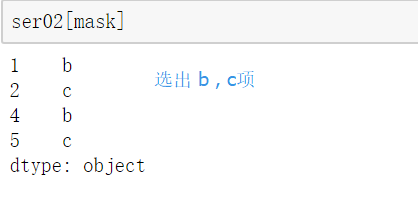 ser02[mask]
1 b
2 c 选出 b , c项
4 b
5 c
dtype: object